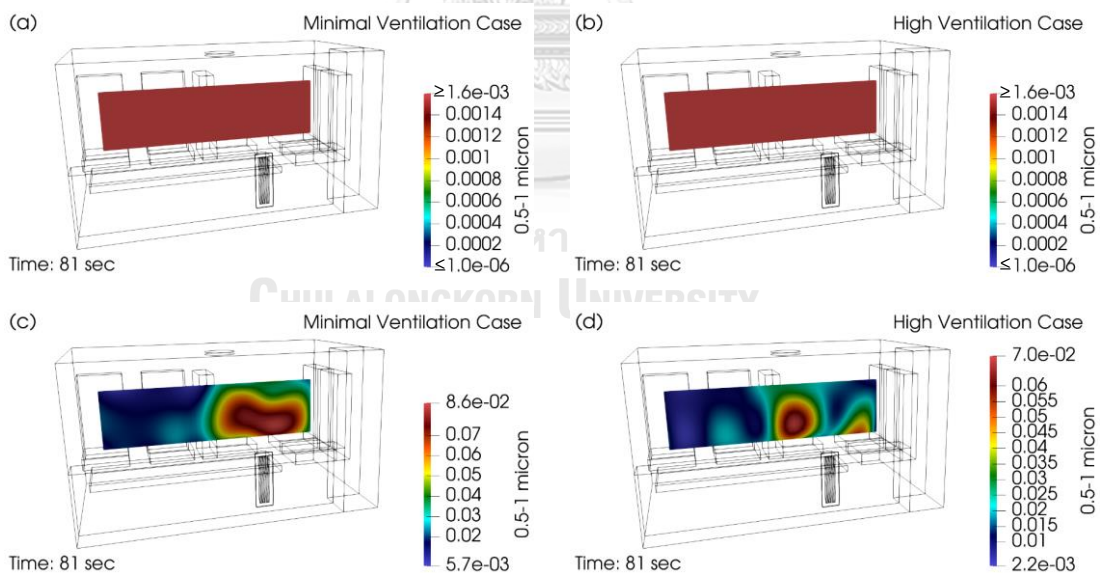 (a) Minimal Ventilation Case
≥1.6e-03
0.0014
0.0012
0.001
0.0008
0.0006
0.0004
0.0002
≤1.0e-06
0.5-1 micron
Time: 81 sec
(b) High Ventilation Case
≥1.6e-03
0.0014
0.0012
0.001
0.0008
0.0006
0.0004
0.0002
≤1.0e-06
0.5-1 micron
Time: 81 sec
CHULALONGKORN UNIVERSITY
(c) Minimal Ventilation Case
8.6e-02
0.07
0.06
0.05
0.04
0.03
0.02
5.7e-03
0.5-1 micron
Time: 81 sec
(d) High Ventilation Case
7.0e-02
0.06
0.055
0.05
0.045
0.04
0.035
0.03
0.025
0.02
0.015
0.01
2.2e-03
0.5-1 micron
Time: 81 sec